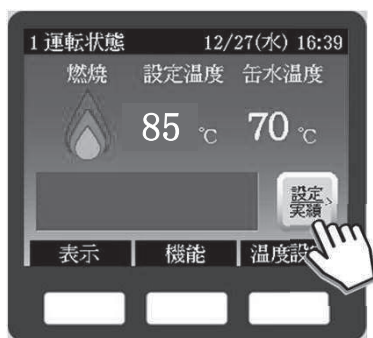 1 運転状態 12/27(水) 16:39
燃焼 設定温度 缶水温度
85 ℃ 70 ℃
設定
実績
表示 機能 温度設